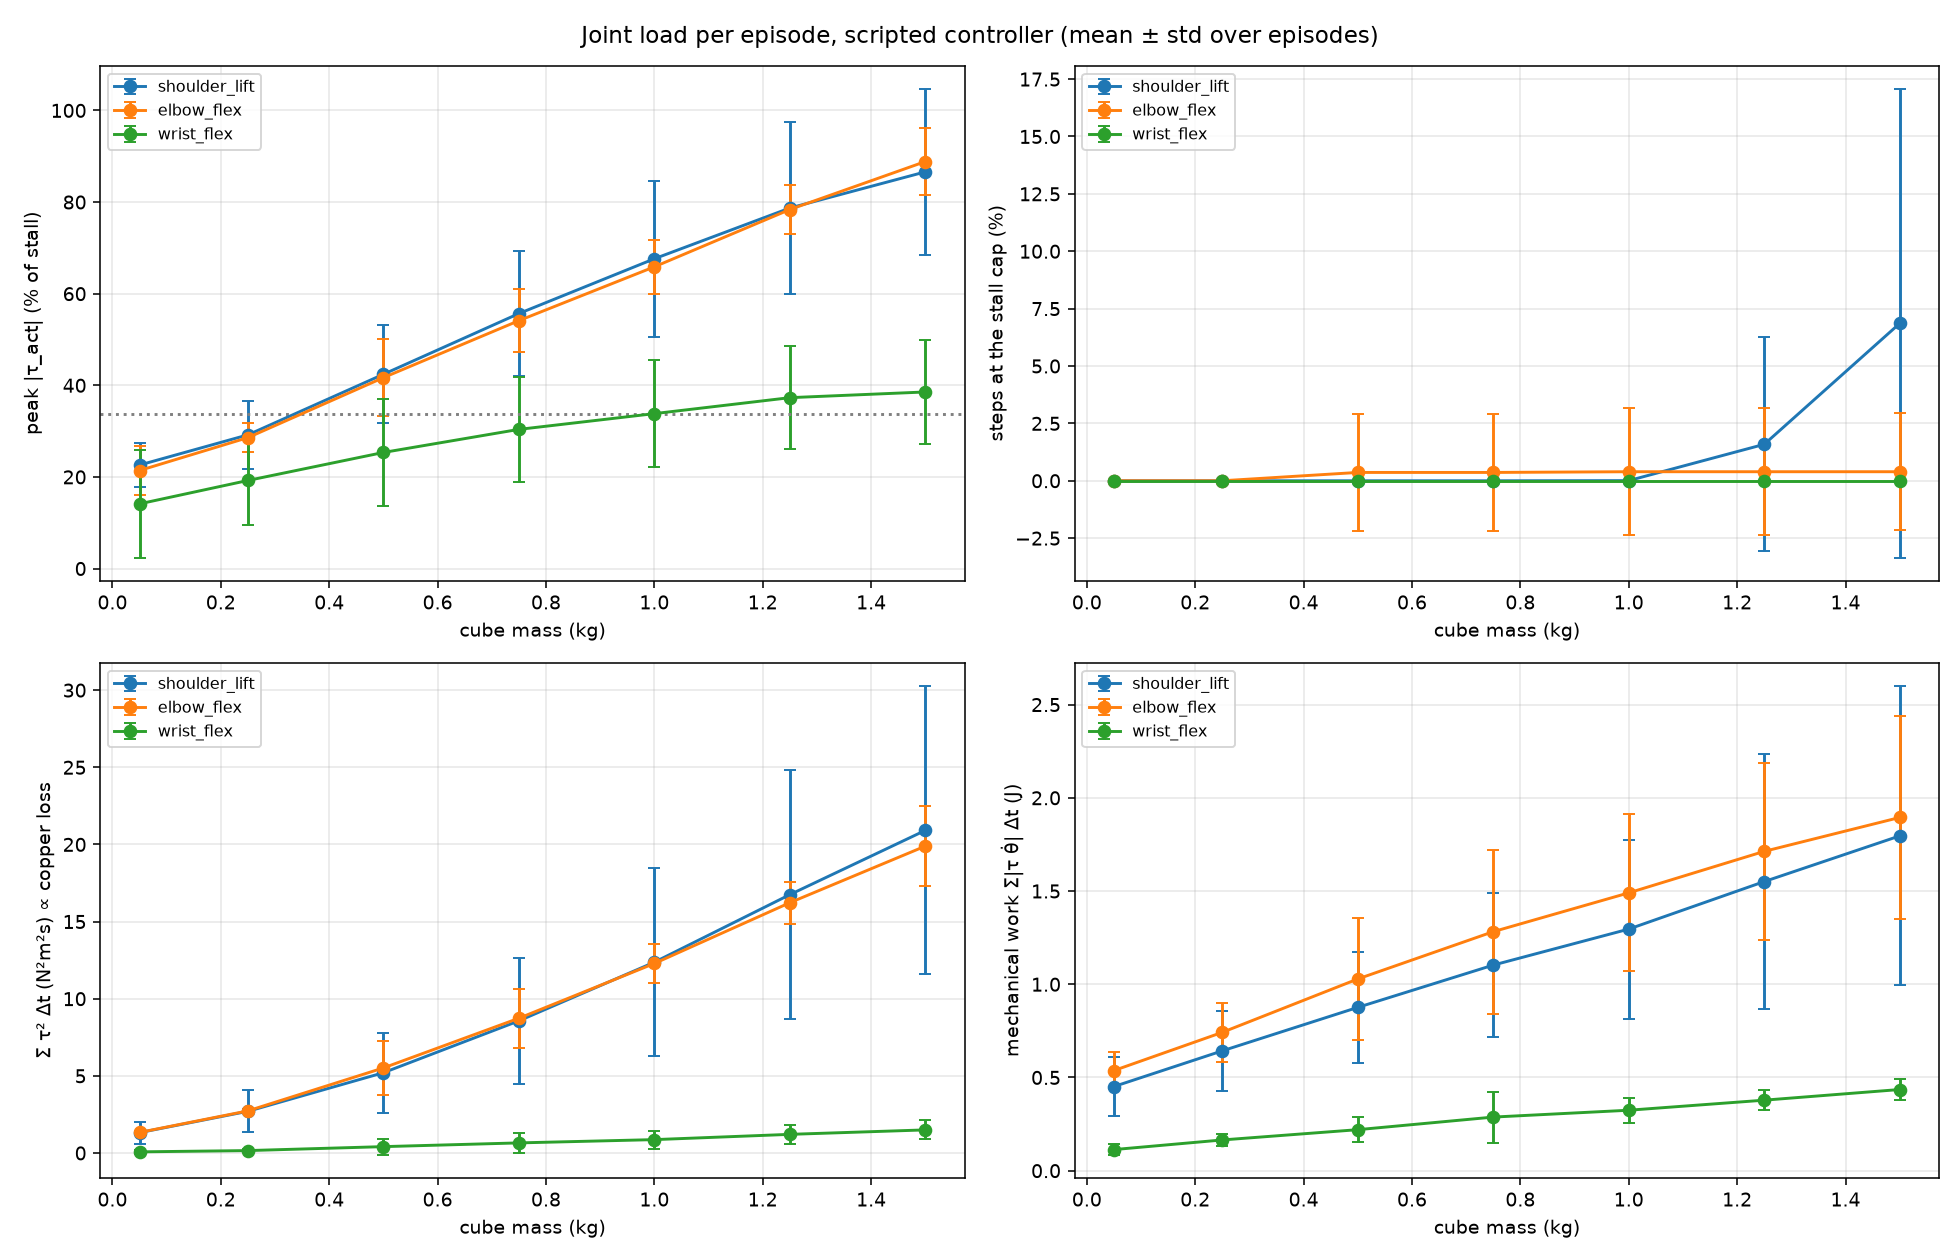 Joint load per episode, scripted controller (mean ± std over episodes)
shoulder_lift
elbow_flex
wrist_flex
peak |τ_act| (% of stall)
100
80
60
40
20
0
0.0 0.2 0.4 0.6 0.8 1.0 1.2 1.4
cube mass (kg)
shoulder_lift
elbow_flex
wrist_flex
steps at the stall cap (%)
17.5
15.0
12.5
10.0
7.5
5.0
2.5
0.0
−2.5
0.0 0.2 0.4 0.6 0.8 1.0 1.2 1.4
cube mass (kg)
shoulder_lift
elbow_flex
wrist_flex
Σ τ² Δt (N²m²s) ∝ copper loss
30
25
20
15
10
5
0
0.0 0.2 0.4 0.6 0.8 1.0 1.2 1.4
cube mass (kg)
shoulder_lift
elbow_flex
wrist_flex
mechanical work Σ|τ θ̇| Δt (J)
2.5
2.0
1.5
1.0
0.5
0.0
0.0 0.2 0.4 0.6 0.8 1.0 1.2 1.4
cube mass (kg)